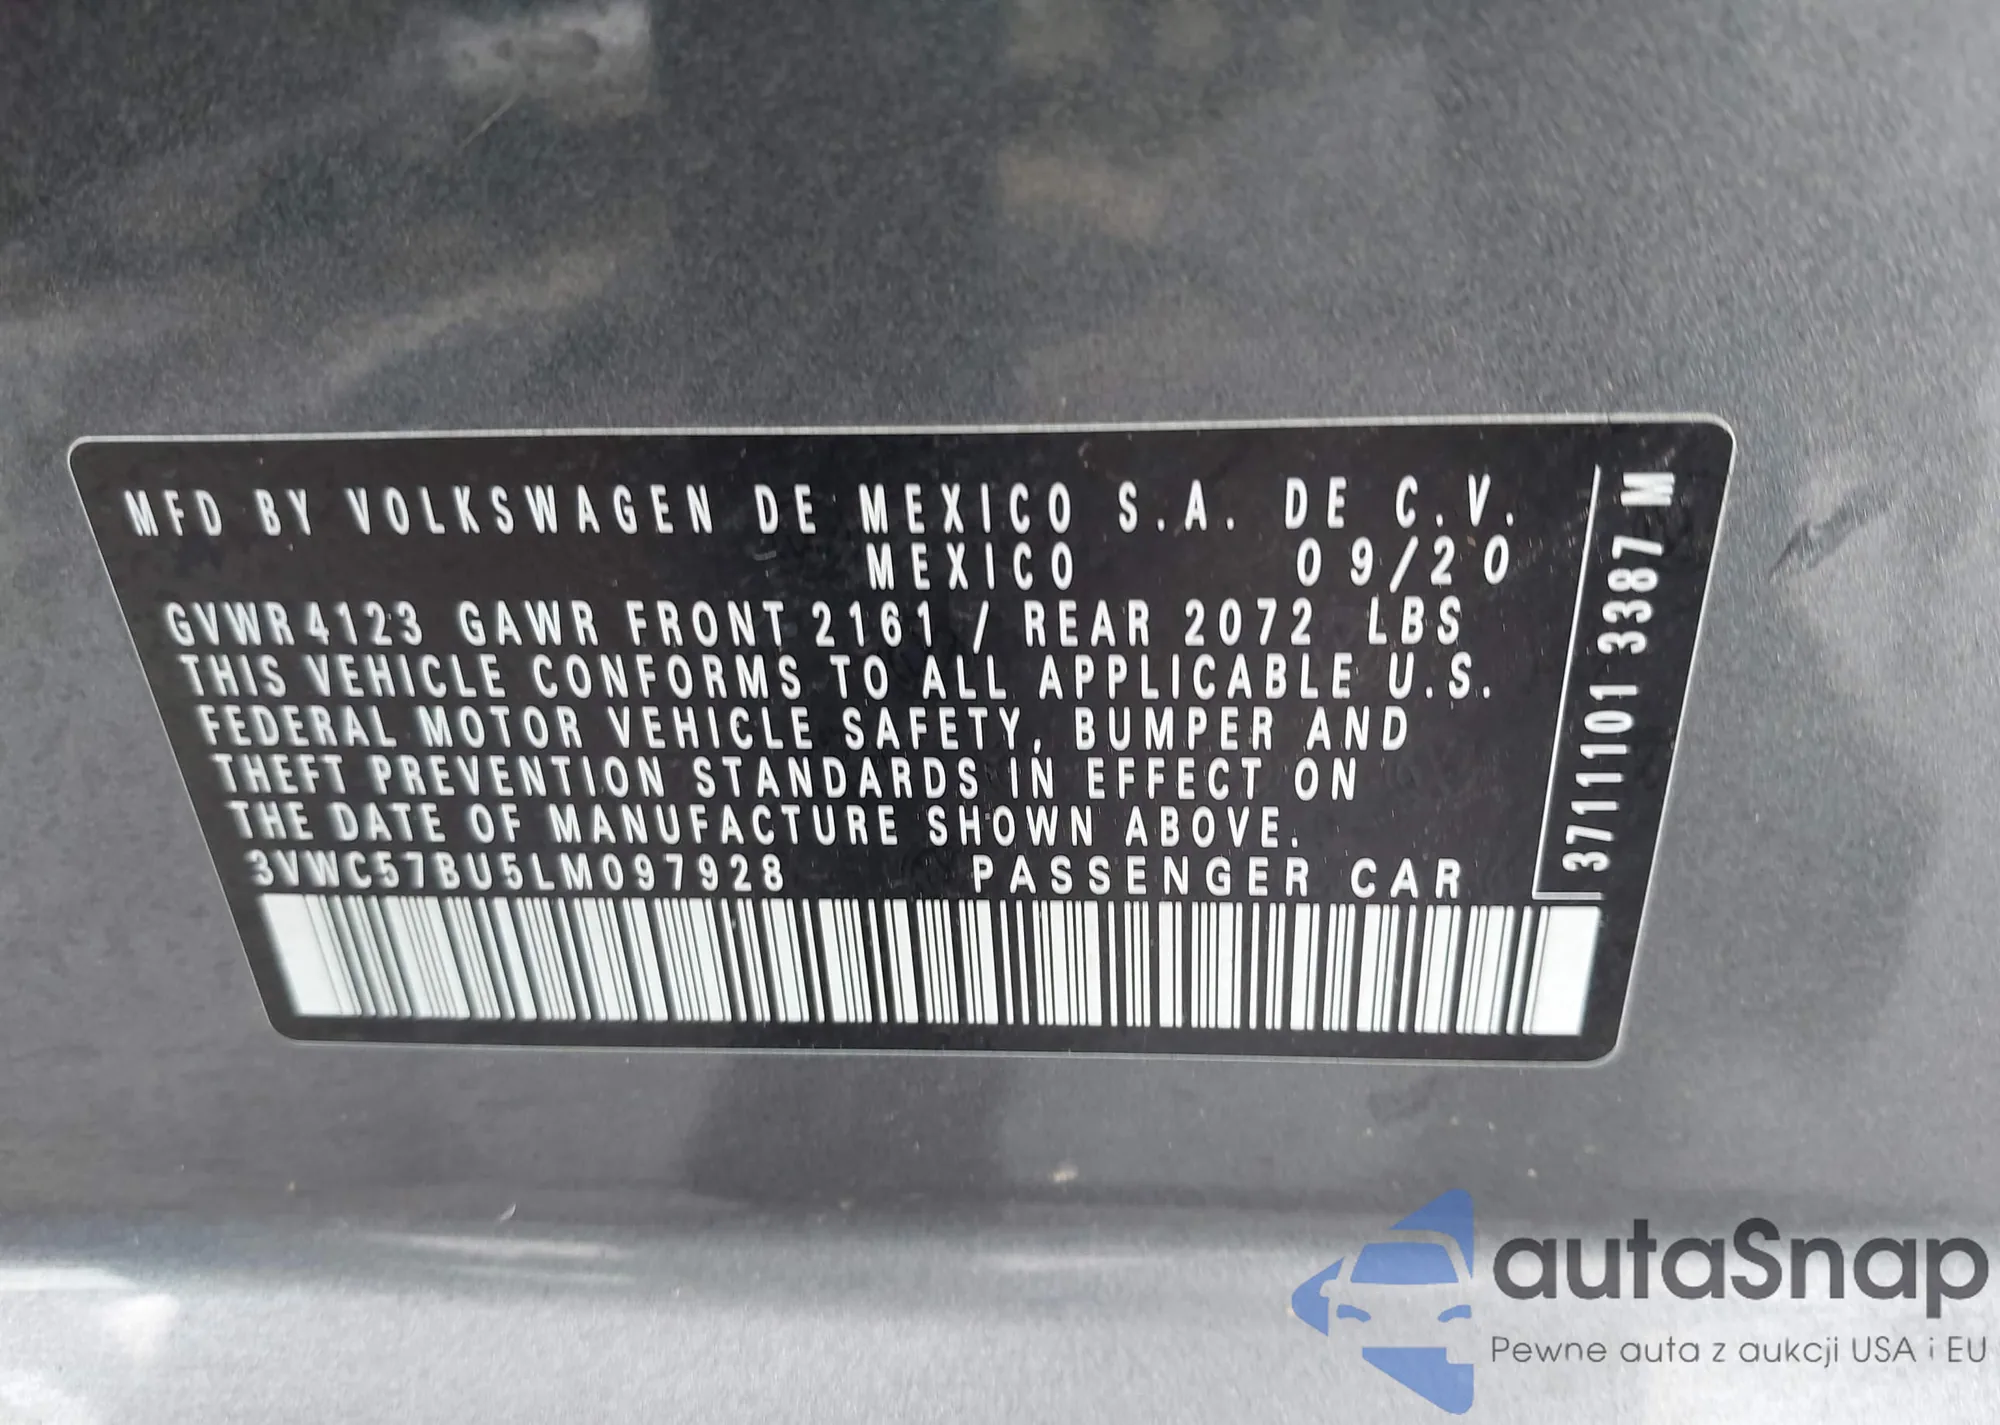 MFD BY VOLKSWAGEN DE MEXICO S.A. DE C.V.
MEXICO 09/20
GVWR 4123 GAWR FRONT 2161 / REAR 2072 LBS
THIS VEHICLE CONFORMS TO ALL APPLICABLE U.S.
FEDERAL MOTOR VEHICLE SAFETY, BUMPER AND
THEFT PREVENTION STANDARDS IN EFFECT ON
THE DATE OF MANUFACTURE SHOWN ABOVE.
3VWC57BU5LM097928 PASSENGER CAR
3711101 3387 M
autaSnap
Pewne auta z aukcji USA i EU